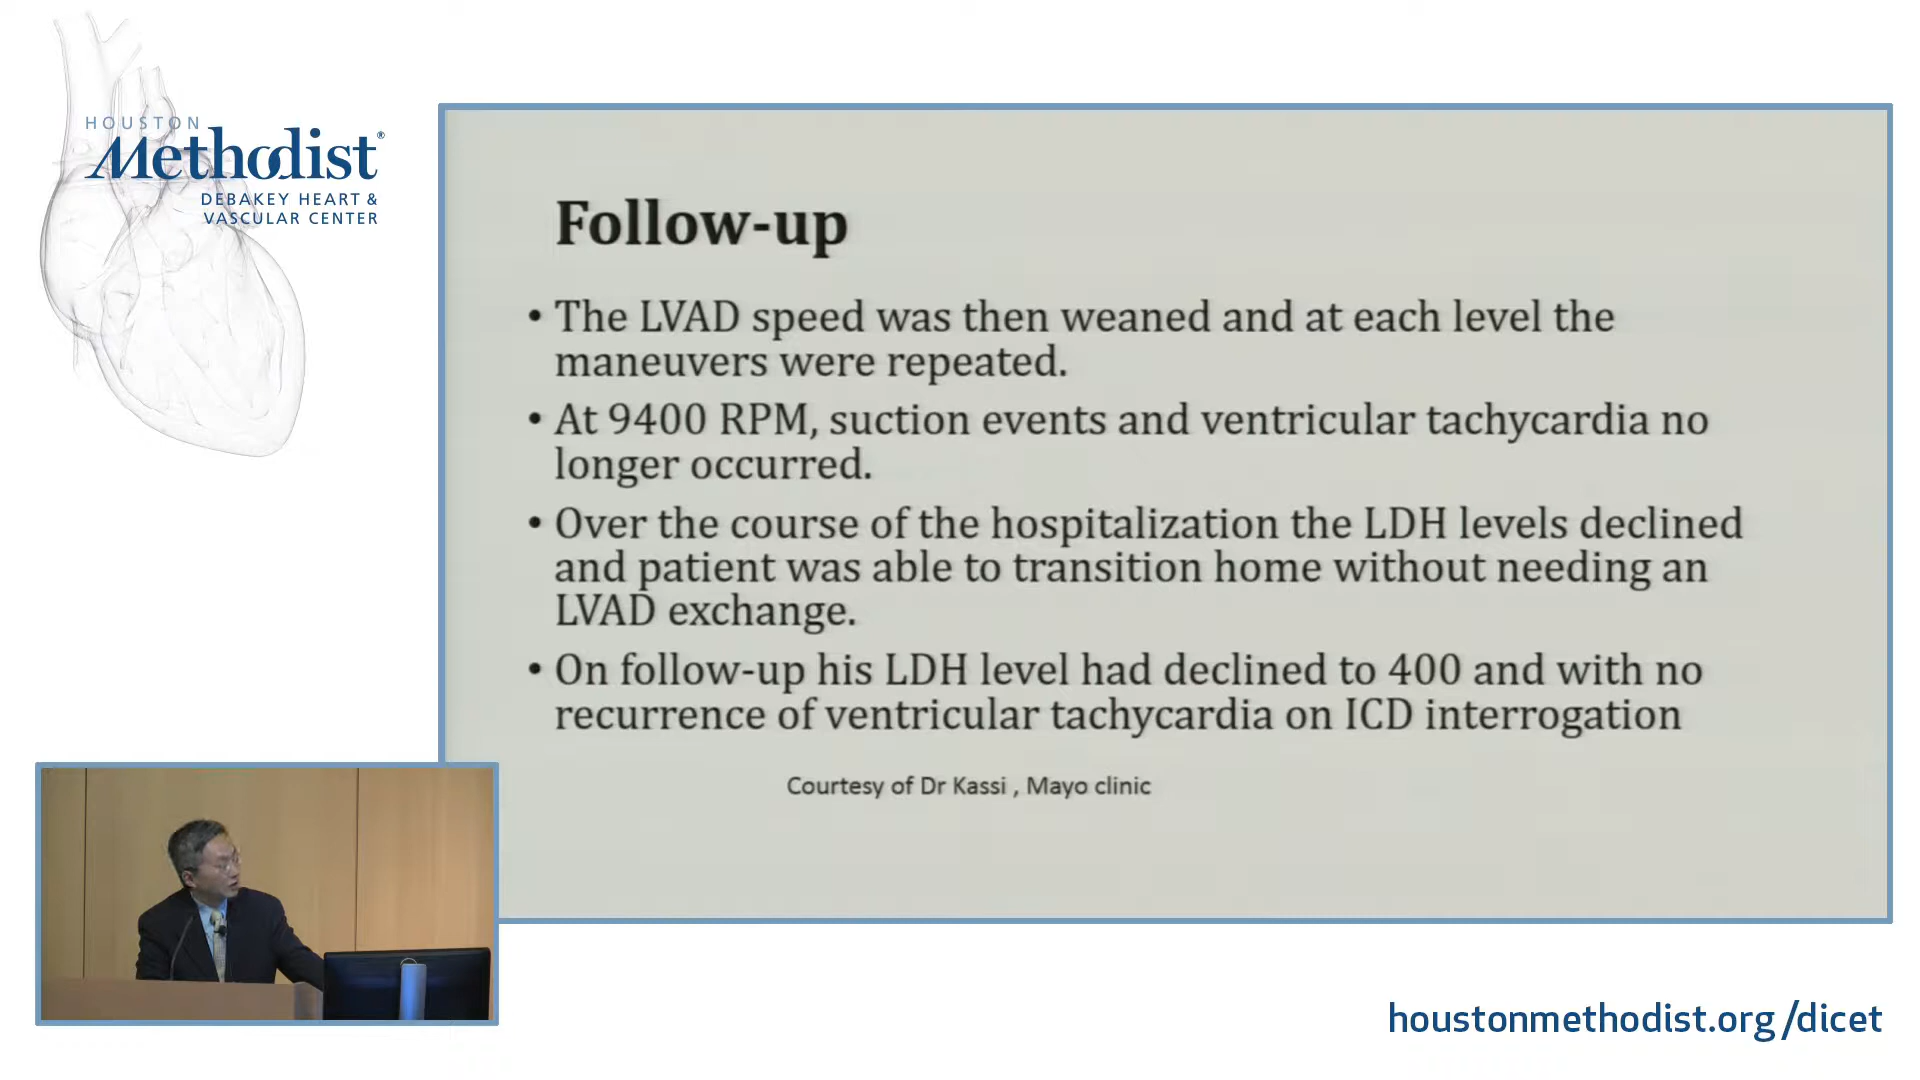 HOUSTON
Methodist®
DEBAKEY HEART &
VASCULAR CENTER
Follow-up
• The LVAD speed was then weaned and at each level the
maneuvers were repeated.
• At 9400 RPM, suction events and ventricular tachycardia no
longer occurred.
• Over the course of the hospitalization the LDH levels declined
and patient was able to transition home without needing an
LVAD exchange.
• On follow-up his LDH level had declined to 400 and with no
recurrence of ventricular tachycardia on ICD interrogation
Courtesy of Dr Kassi , Mayo clinic
houstonmethodist.org/dicet